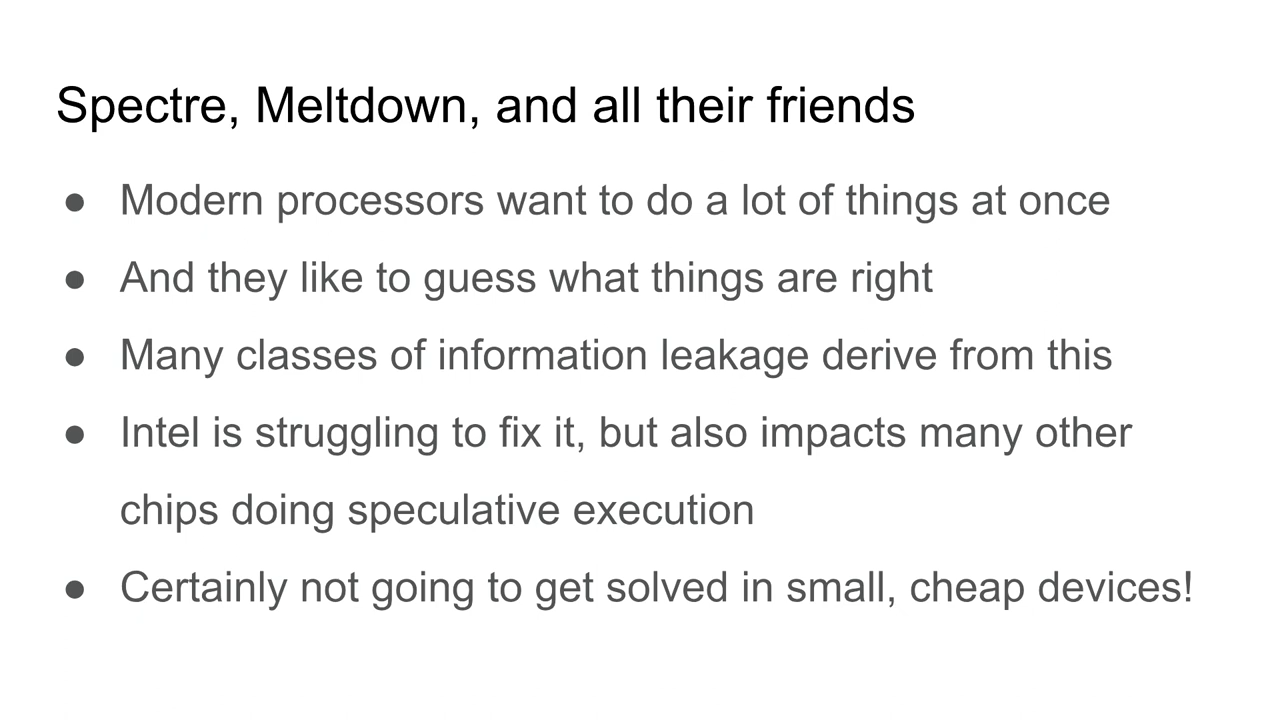 Spectre, Meltdown, and all their friends
● Modern processors want to do a lot of things at once
● And they like to guess what things are right
● Many classes of information leakage derive from this
● Intel is struggling to fix it, but also impacts many other
chips doing speculative execution
● Certainly not going to get solved in small, cheap devices!